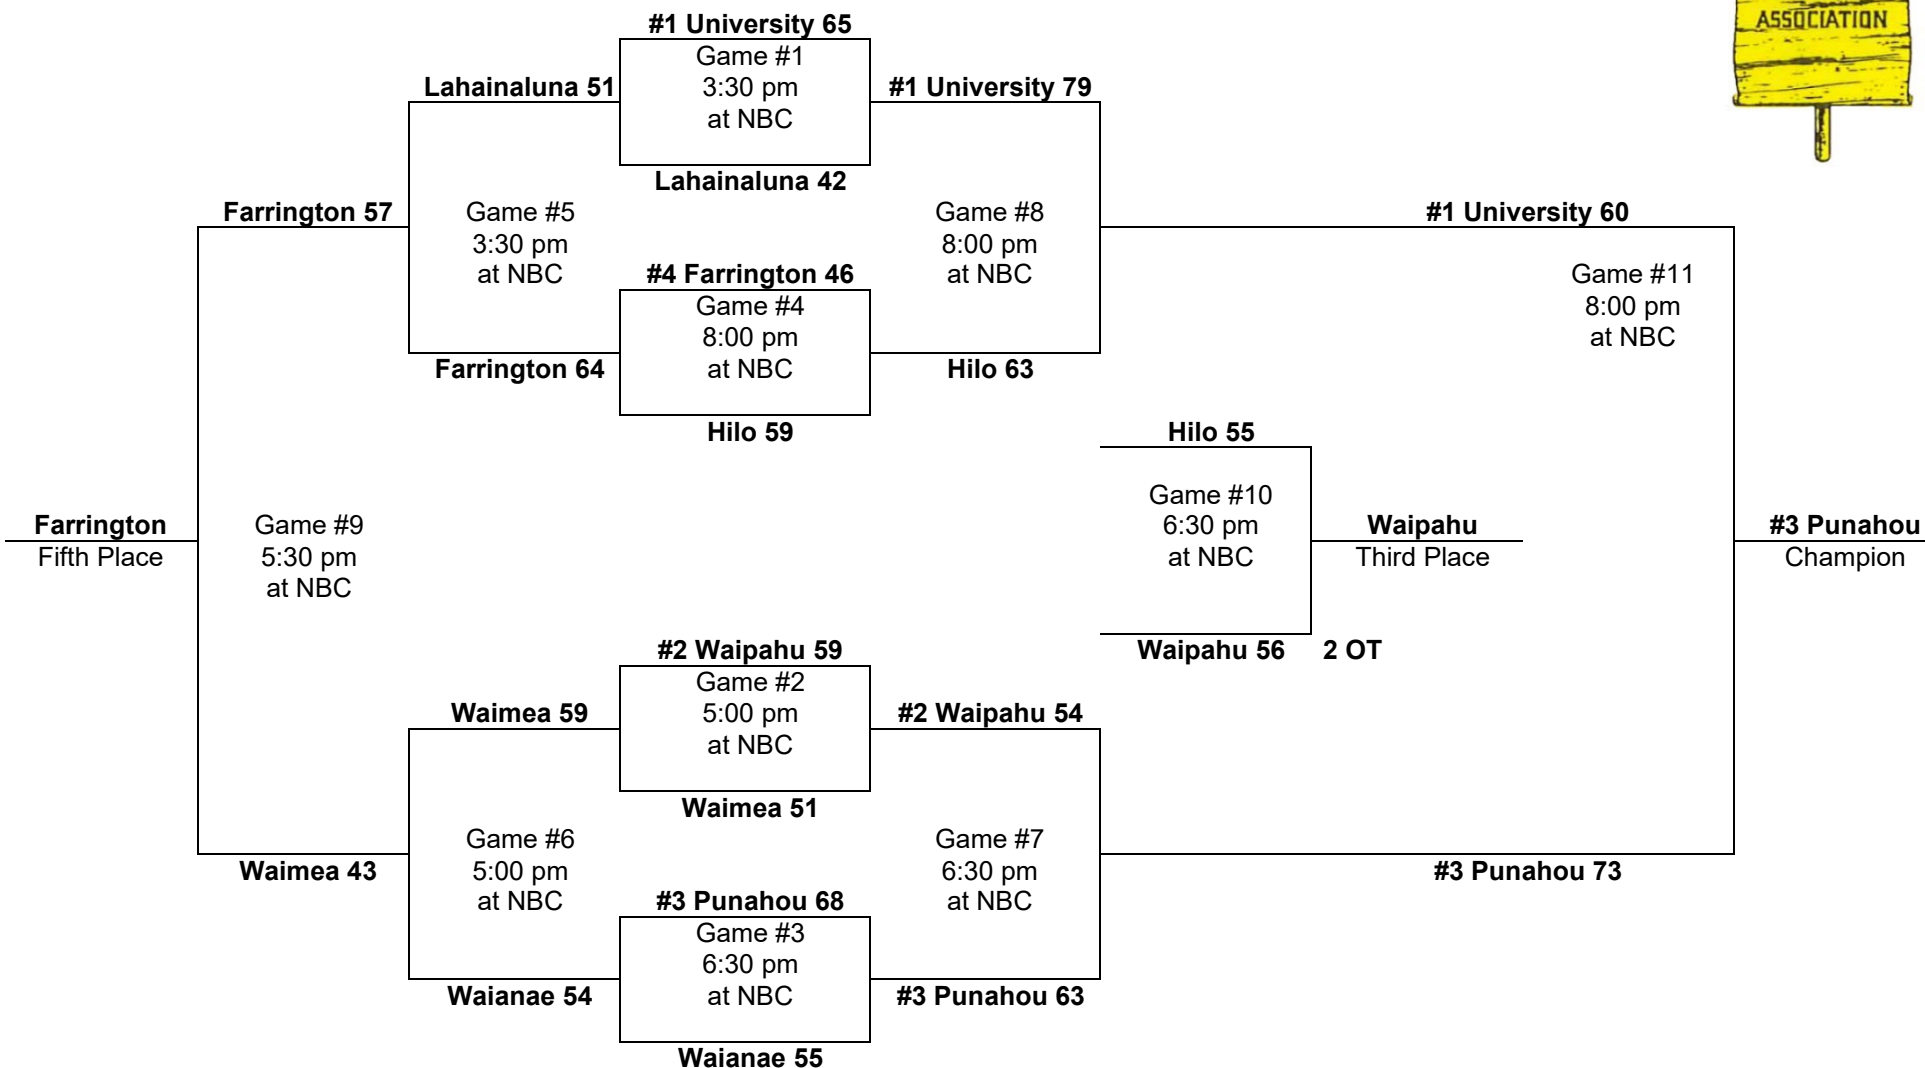 ASSOCIATION
#1 University 65
Game #1
3:30 pm
at NBC
Lahainaluna 42
Lahainaluna 51
#1 University 79
Farrington 57
Game #5
3:30 pm
at NBC
Game #8
8:00 pm
at NBC
#1 University 60
#4 Farrington 46
Game #4
8:00 pm
at NBC
Hilo 59
Game #11
8:00 pm
at NBC
Farrington 64
Hilo 63
Hilo 55
Game #10
6:30 pm
at NBC
Waipahu 56
2 OT
Waipahu
Third Place
Farrington
Fifth Place
Game #9
5:30 pm
at NBC
#3 Punahou
Champion
#2 Waipahu 59
Game #2
5:00 pm
at NBC
Waimea 51
Waimea 59
#2 Waipahu 54
Waimea 43
Game #6
5:00 pm
at NBC
Game #7
6:30 pm
at NBC
#3 Punahou 73
#3 Punahou 68
Game #3
6:30 pm
at NBC
Waianae 55
Waianae 54
#3 Punahou 63